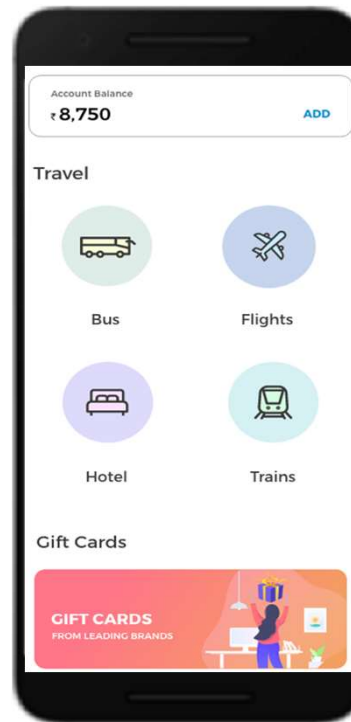 Account Balance
₹ 8,750
ADD
Travel
Bus
Flights
Hotel
Trains
Gift Cards
GIFT CARDS
FROM LEADING BRANDS